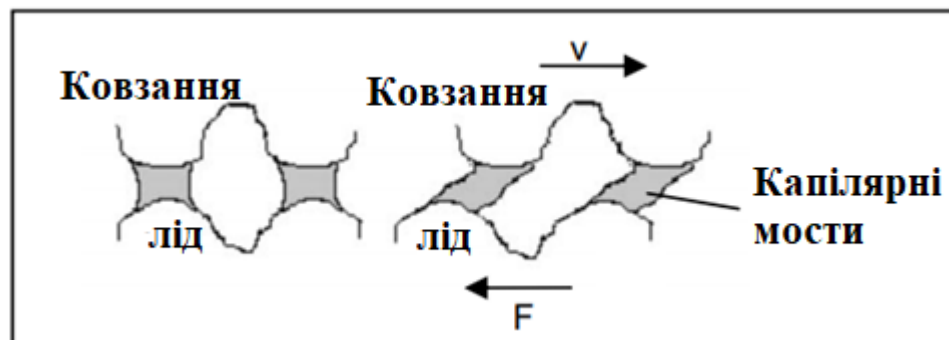 v
Ковзання
Ковзання
Капілярні
мости
лід
лід
F